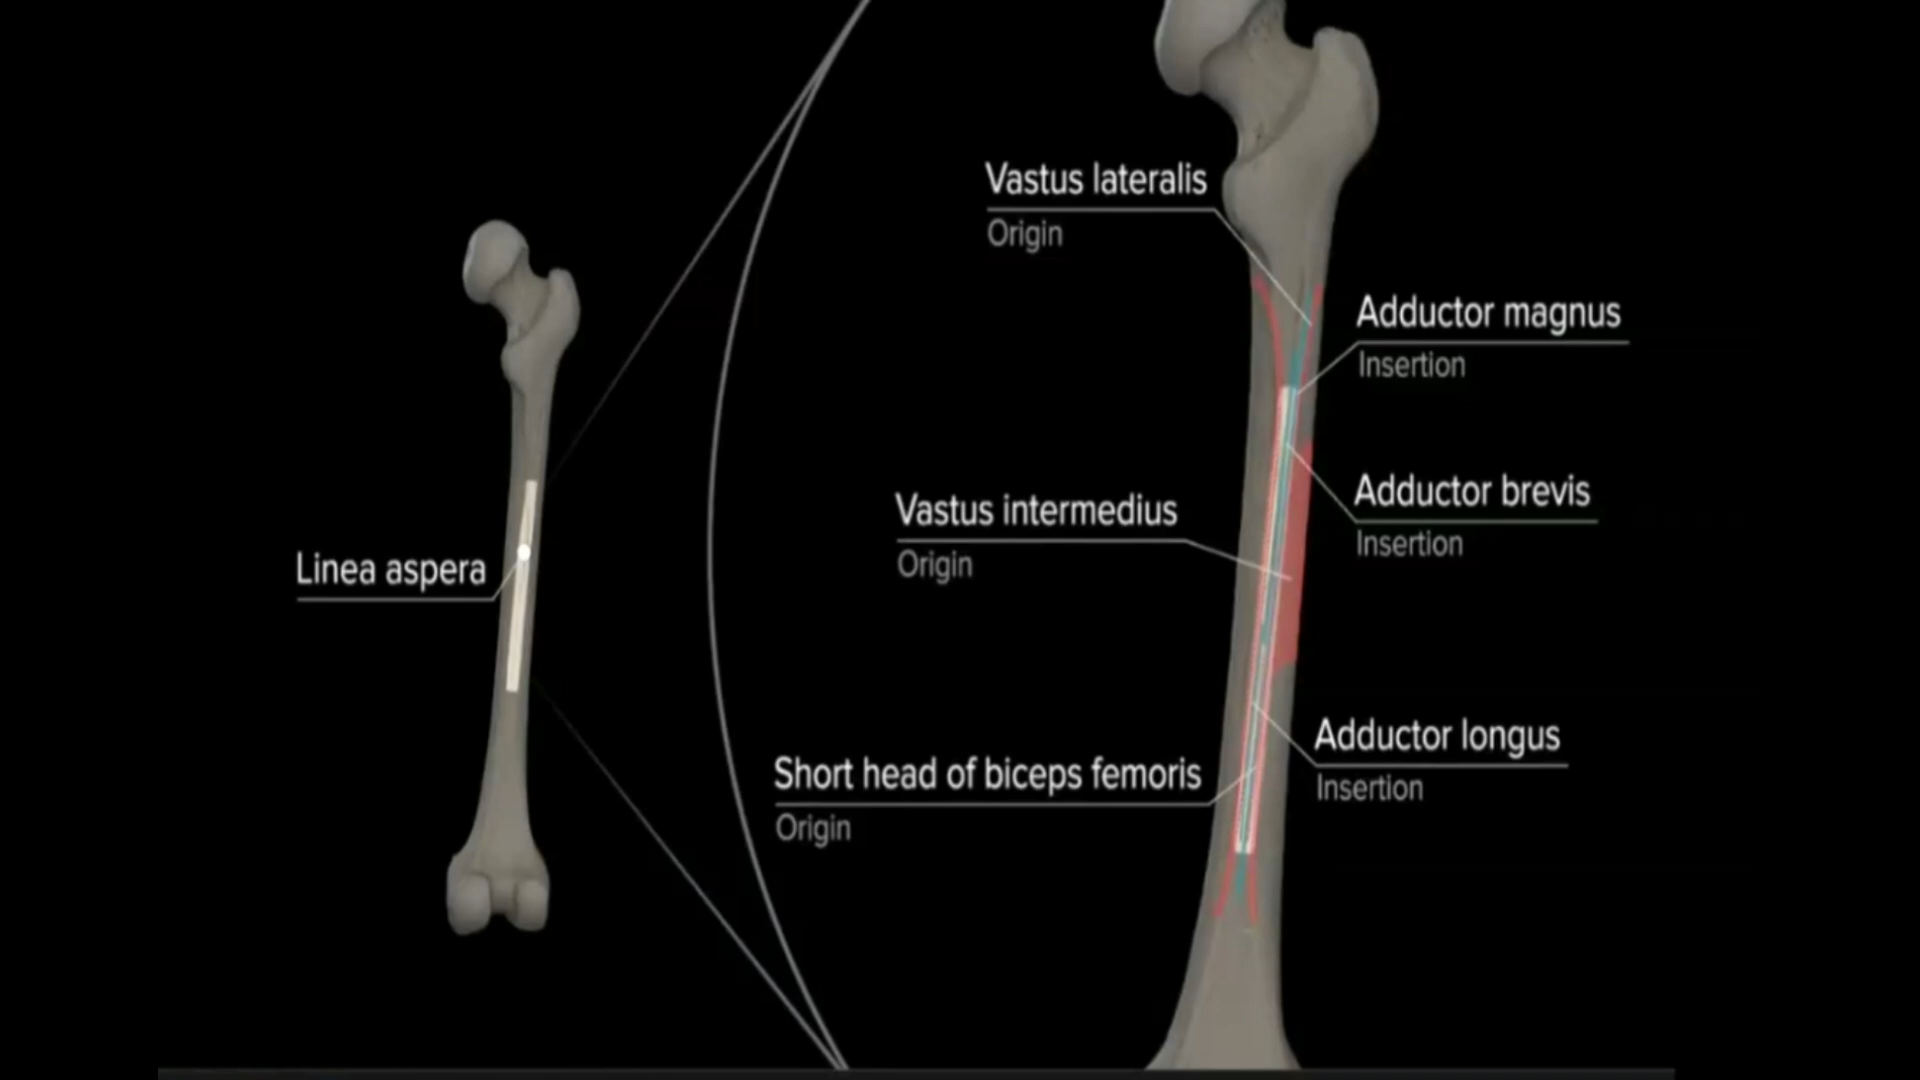 Vastus lateralis
Origin
Adductor magnus
Insertion
Adductor brevis
Insertion
Vastus intermedius
Origin
Linea aspera
Adductor longus
Insertion
Short head of biceps femoris
Origin